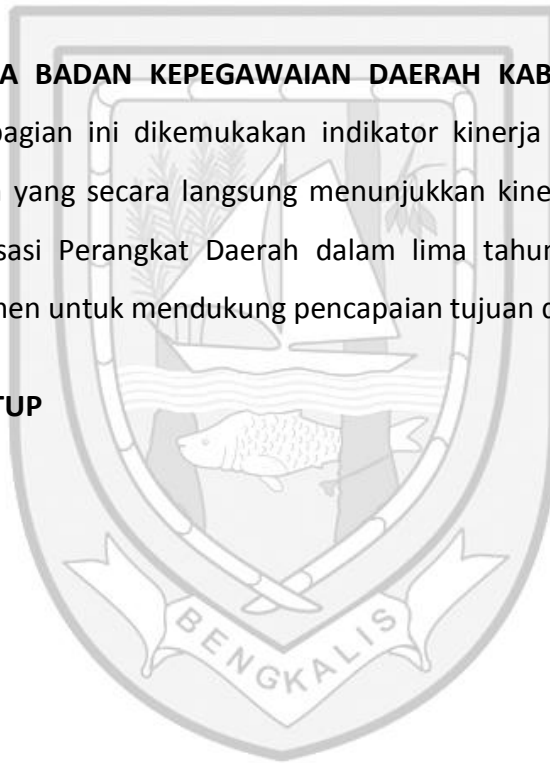 A BADAN KEPEGAWAIAN DAERAH KAB
agian ini dikemukakan indikator kinerja
yang secara langsung menunjukkan kine
sasi Perangkat Daerah dalam lima tahun
men untuk mendukung pencapaian tujuan d
TUP
BENGKALIS